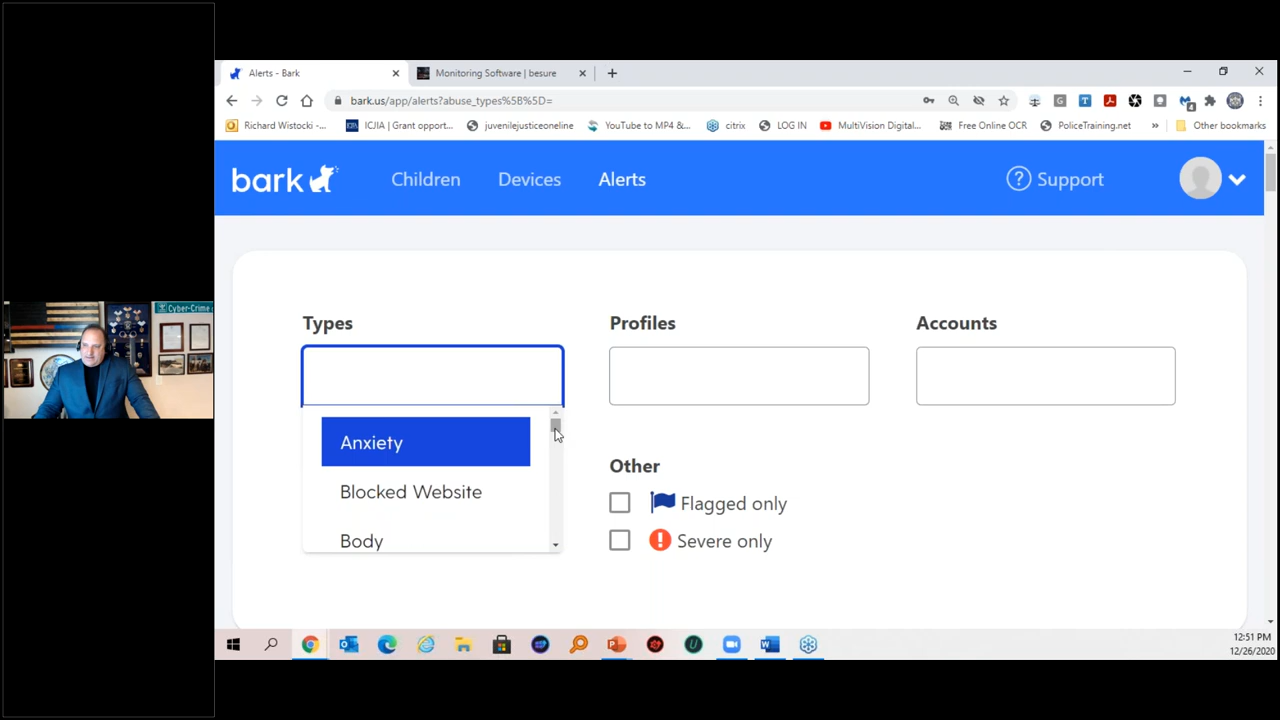 Alerts - Bark
Monitoring Software | besure
bark.us/app/alerts?abuse_types%5B%5D=
Richard Wistocki -...
ICJIA | Grant opport...
juvenilejusticeonline
YouTube to MP4 &...
citrix
LOG IN
MultiVision Digital...
Free Online OCR
PoliceTraining.net
»
Other bookmarks
bark
Children
Devices
Alerts
Support
Cyber-Crime
Types
Profiles
Accounts
Anxiety
Blocked Website
Body
Other
Flagged only
Severe only
12:51 PM
12/26/2020